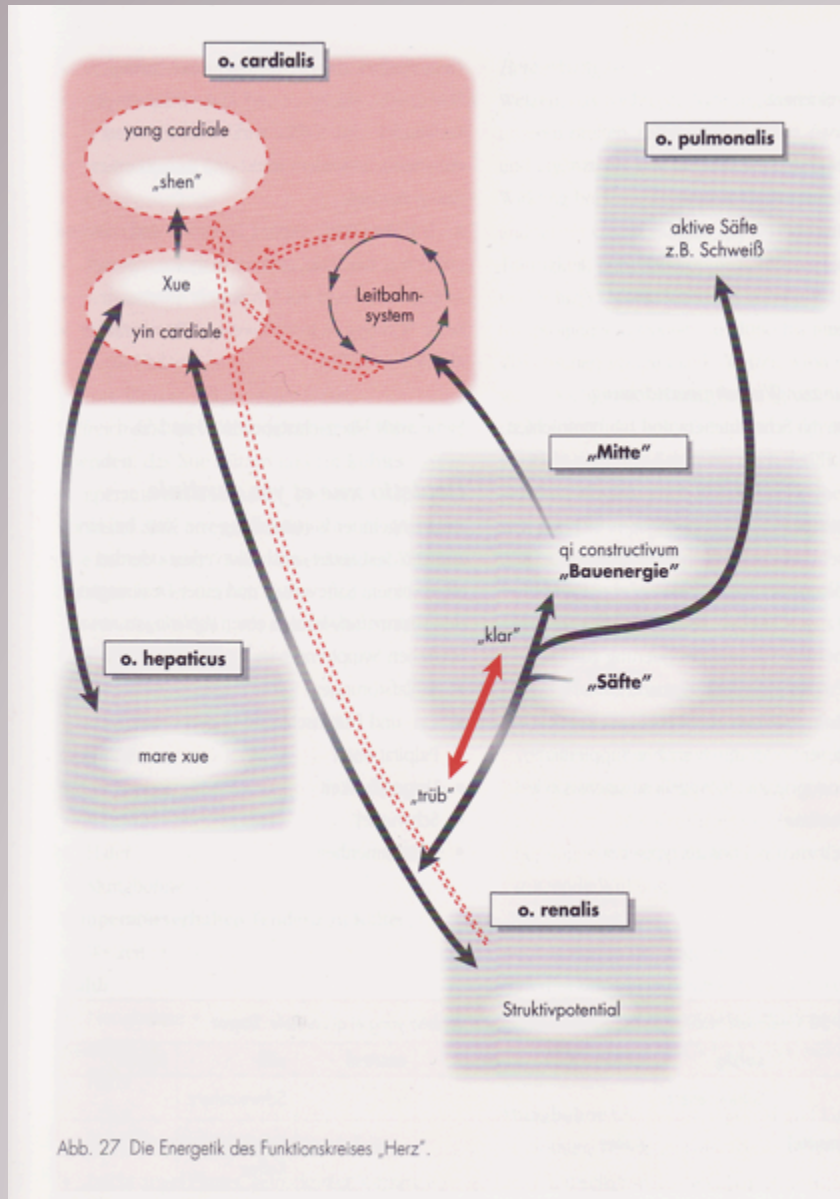 o. cardialis
yang cardiale
„shen”
Xue
yin cardiale
Leitbahn-
system
o. pulmonalis
aktive Säfte
z.B. Schweiß
„Mitte”
qi constructivum
„Bauenergie”
„klar”
„Säfte”
„trüb”
o. hepaticus
mare xue
o. renalis
Struktivpotential
Abb. 27 Die Energetik des Funktionskreises „Herz”.